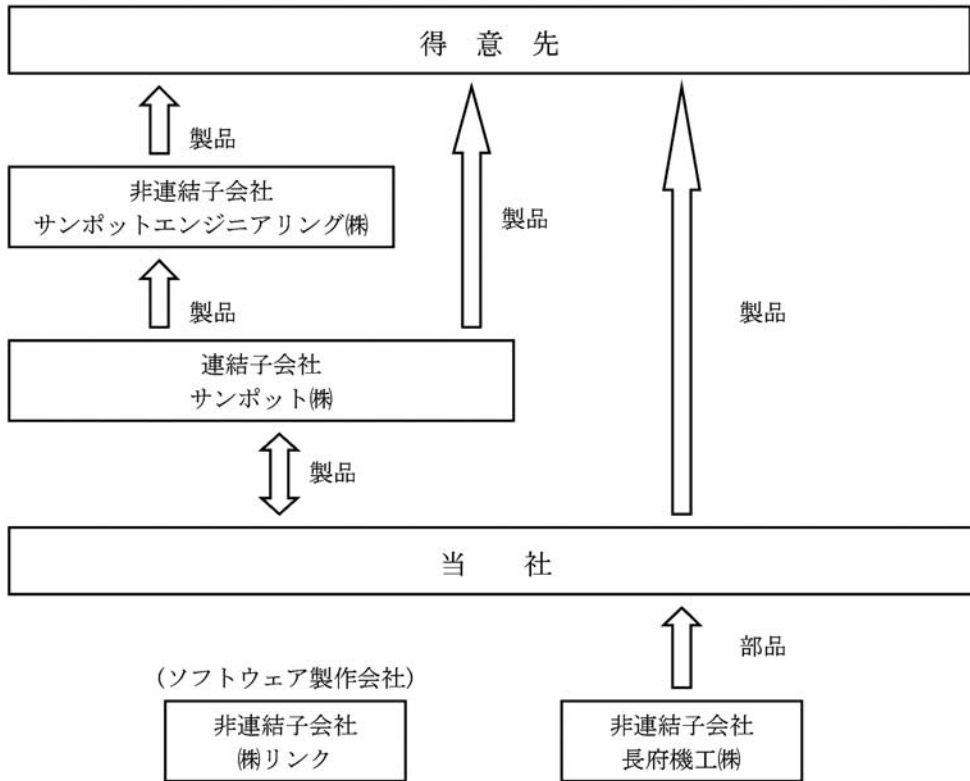 得　意　先
製品
非連結子会社
サンポットエンジニアリング㈱
製品
製品
製品
連結子会社
サンポット㈱
製品
当　　社
部品
(ソフトウェア製作会社)
非連結子会社
㈱リンク
非連結子会社
長府機工㈱